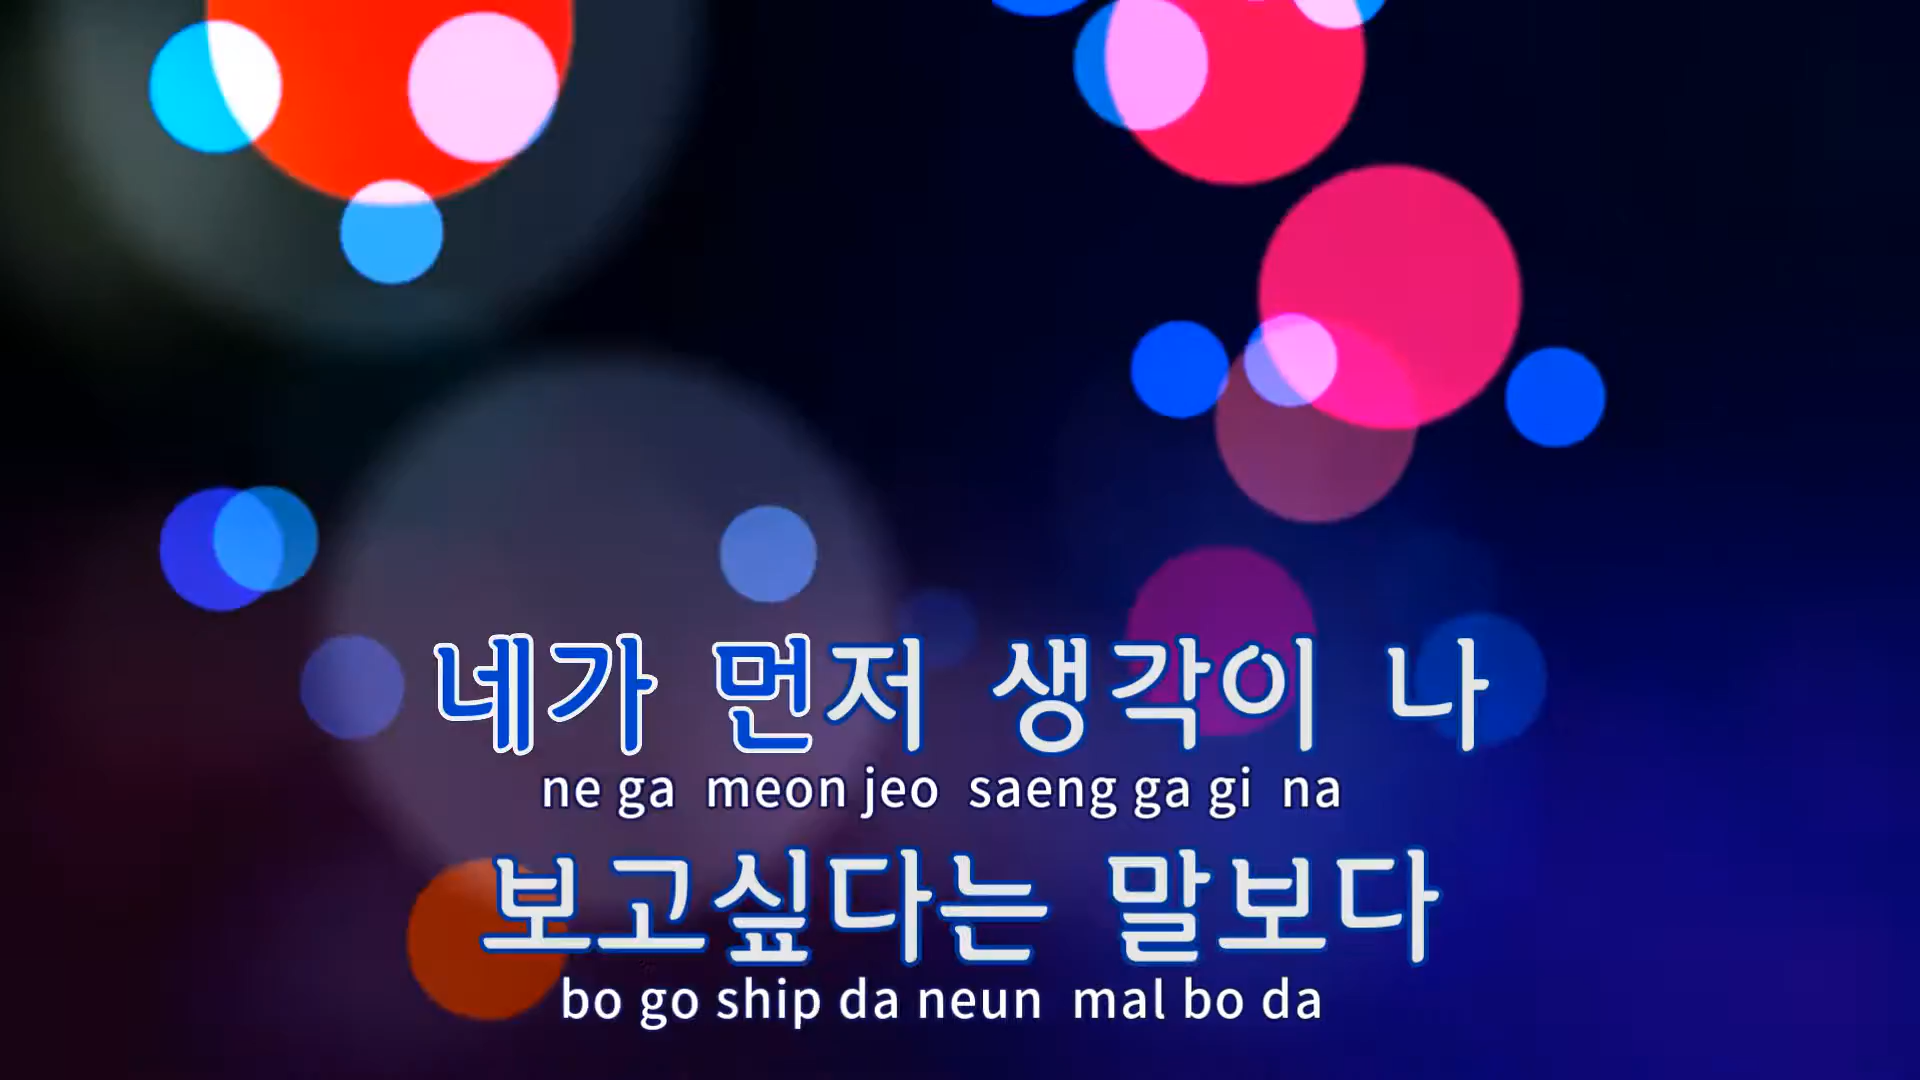 네가 먼저 생각이 나
ne ga meon jeo saeng ga gi na
보고싶다는 말보다
bo go ship da neun mal bo da